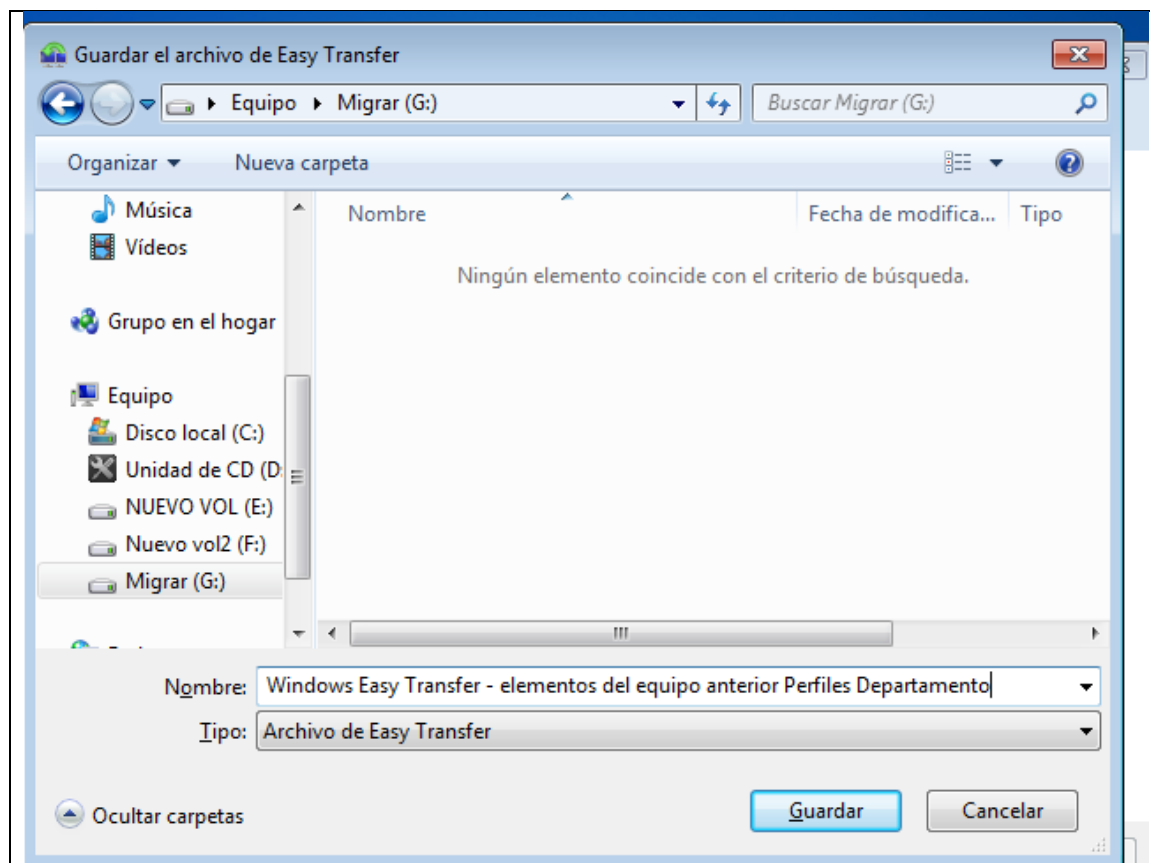 Guardar el archivo de Easy Transfer
Equipo Migrar (G:) Buscar Migrar (G:)
Organizar Nueva carpeta
Música
Vídeos
Grupo en el hogar
Equipo
Disco local (C:)
Unidad de CD (D:
NUEVO VOL (E:)
Nuevo vol2 (F:)
Migrar (G:)
Nombre Fecha de modifica... Tipo
Ningún elemento coincide con el criterio de búsqueda.
Nombre: Windows Easy Transfer - elementos del equipo anterior Perfiles Departamento
Tipo: Archivo de Easy Transfer
Ocultar carpetas Guardar Cancelar